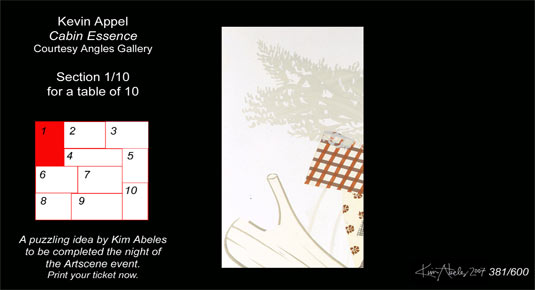 Kevin Appel
Cabin Essence
Courtesy Angles Gallery
Section 1/10
for a table of 10
1
2
3
4
5
6
7
10
8
9
A puzzling idea by Kim Abeles
to be completed the night of
the Artscene event.
Print your ticket now.
Kim Abeles 2007 381/600